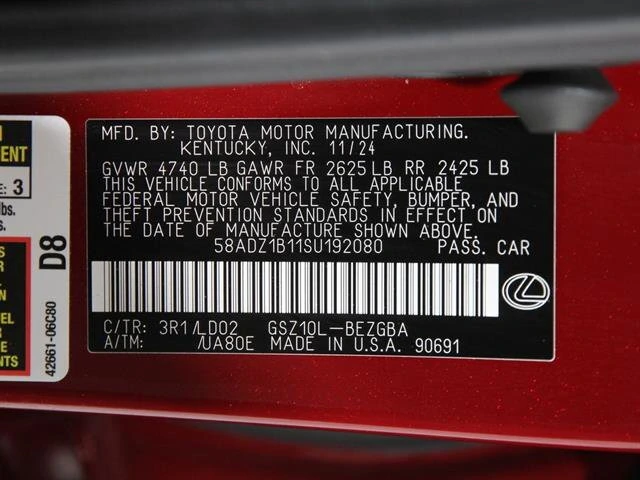 MFD. BY: TOYOTA MOTOR MANUFACTURING.
KENTUCKY, INC. 11/24
GVWR 4740 LB GAWR FR 2625 LB RR 2425 LB
THIS VEHICLE CONFORMS TO ALL APPLICABLE
FEDERAL MOTOR VEHICLE SAFETY, BUMPER, AND
THEFT PREVENTION STANDARDS IN EFFECT ON
THE DATE OF MANUFACTURE SHOWN ABOVE.
58ADZ1B11SU192080 PASS. CAR
C/TR: 3R1/LD02 GSZ10L-BEZGBA
A/TM: /UA80E MADE IN U.S.A. 90691
: 3
lbs.
D8
42661-06C80